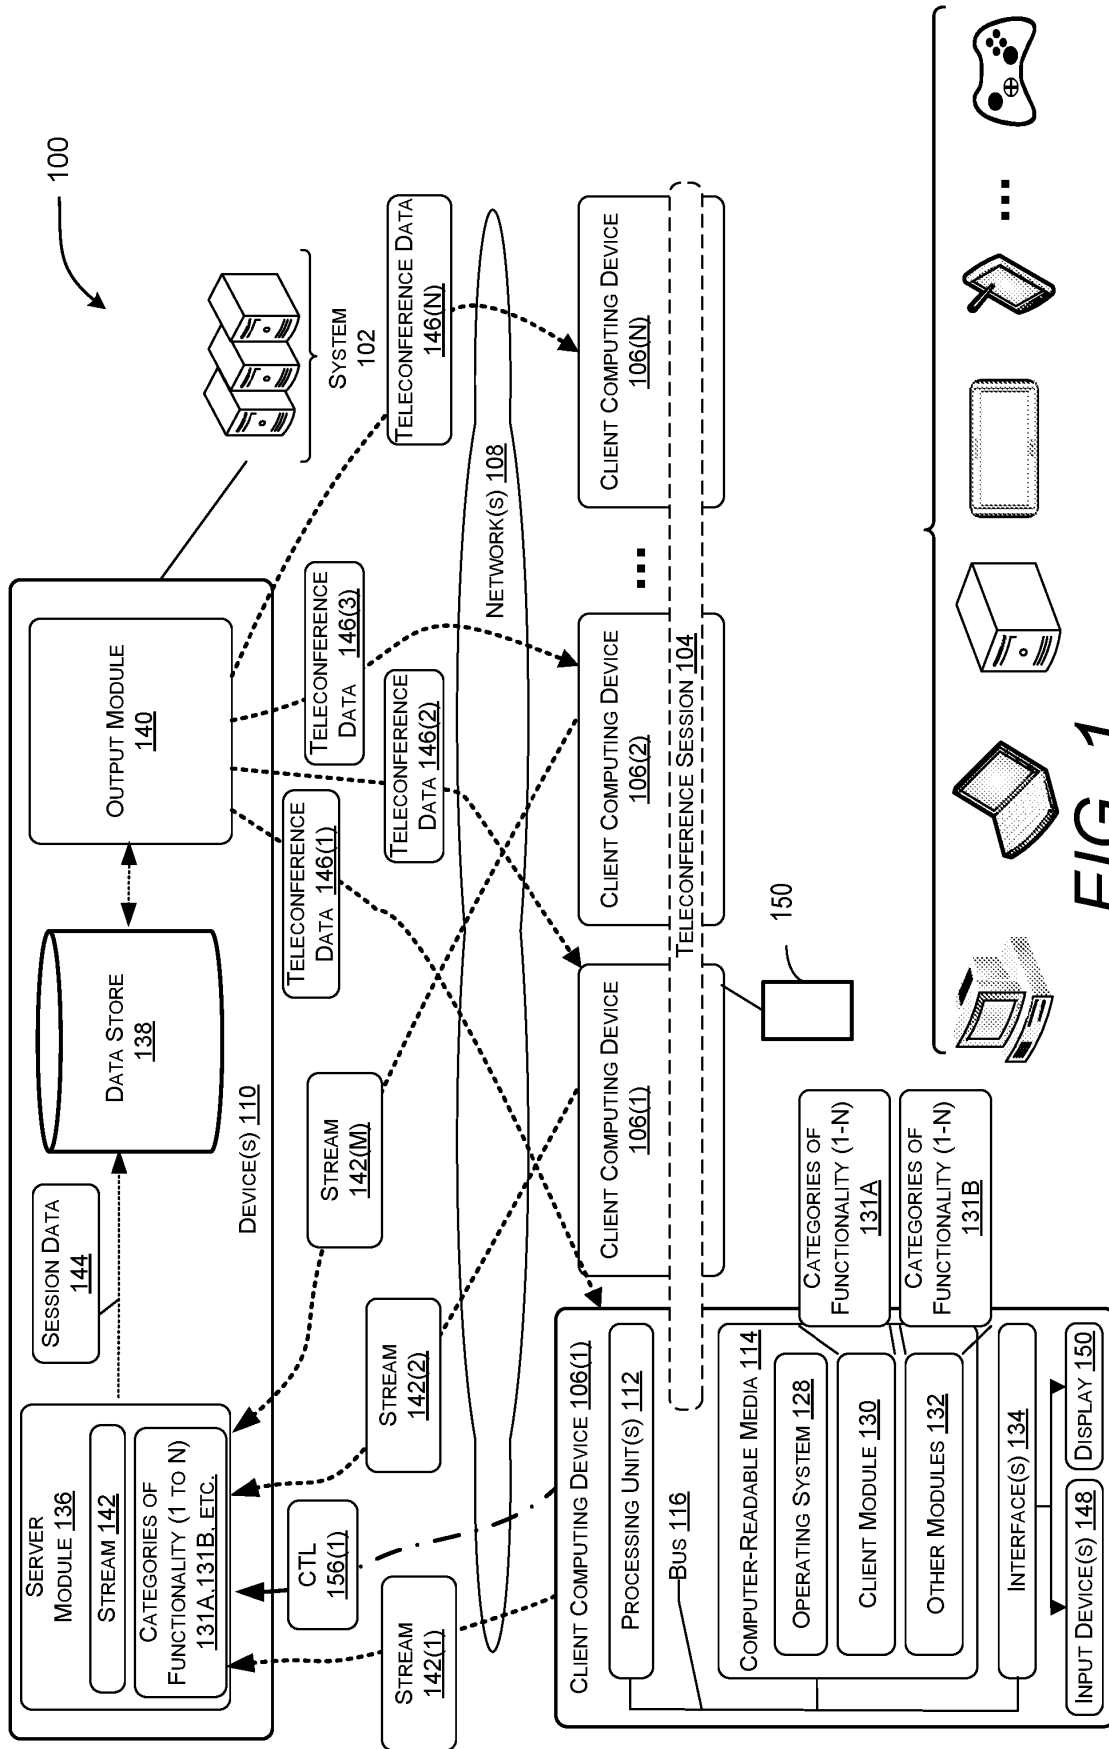 100
SERVER
MODULE 136
STREAM 142
CATEGORIES OF
FUNCTIONALITY (1 TO N)
131A,131B, ETC.
SESSION DATA
144
DATA STORE
138
OUTPUT MODULE
140
DEVICE(S) 110
SYSTEM
102
STREAM
142(1)
CTL
156(1)
STREAM
142(2)
STREAM
142(M)
TELECONFERENCE
DATA 146(1)
TELECONFERENCE
DATA 146(2)
TELECONFERENCE
DATA 146(3)
TELECONFERENCE DATA
146(N)
NETWORK(S) 108
CLIENT COMPUTING DEVICE 106(1)
PROCESSING UNIT(S) 112
BUS 116
COMPUTER-READABLE MEDIA 114
OPERATING SYSTEM 128
CLIENT MODULE 130
OTHER MODULES 132
INTERFACE(S) 134
INPUT DEVICE(S) 148
DISPLAY 150
CATEGORIES OF
FUNCTIONALITY (1-N)
131A
CATEGORIES OF
FUNCTIONALITY (1-N)
131B
CLIENT COMPUTING DEVICE
106(1)
CLIENT COMPUTING DEVICE
106(2)
...
CLIENT COMPUTING DEVICE
106(N)
TELECONFERENCE SESSION 104
150
...
FIG. 1